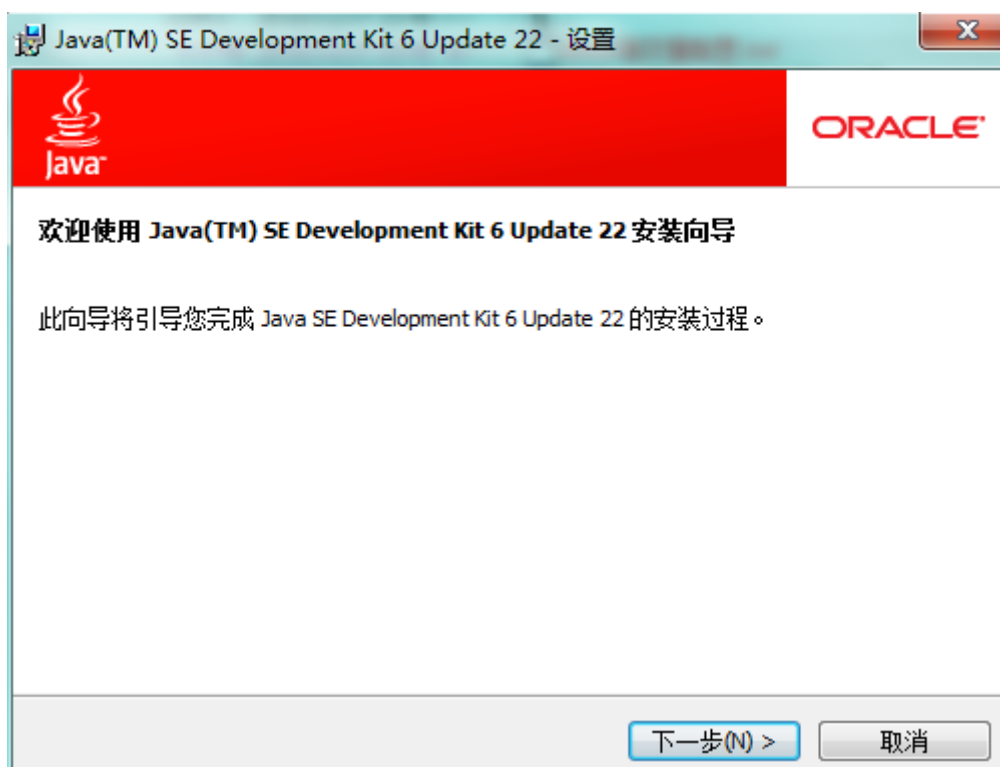 Java(TM) SE Development Kit 6 Update 22 - 设置
Java
ORACLE
欢迎使用 Java(TM) SE Development Kit 6 Update 22 安装向导
此向导将引导您完成 Java SE Development Kit 6 Update 22 的安装过程。
下一步(N) >
取消